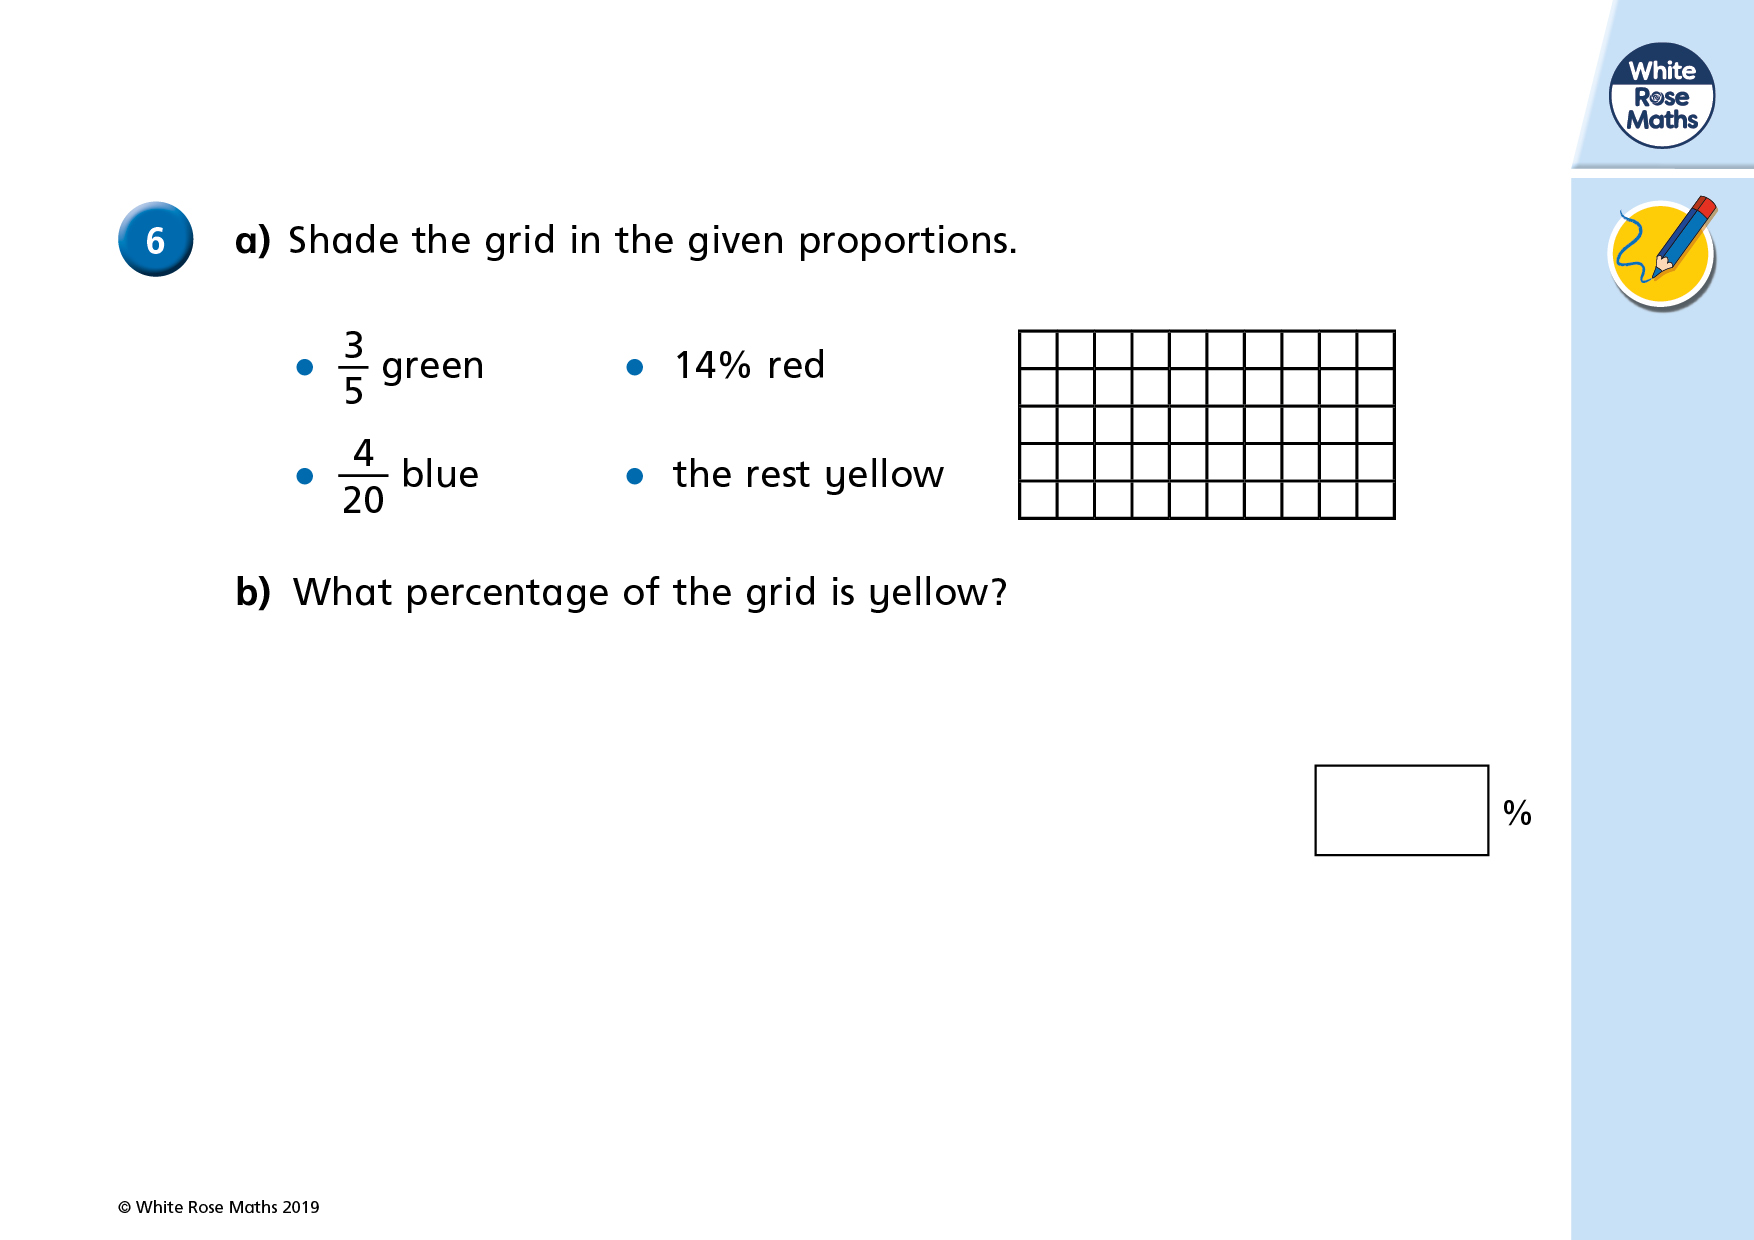 White
Rose
Maths
6 a) Shade the grid in the given proportions.
3/5 green
14% red
4/20 blue
the rest yellow
b) What percentage of the grid is yellow?
%
© White Rose Maths 2019